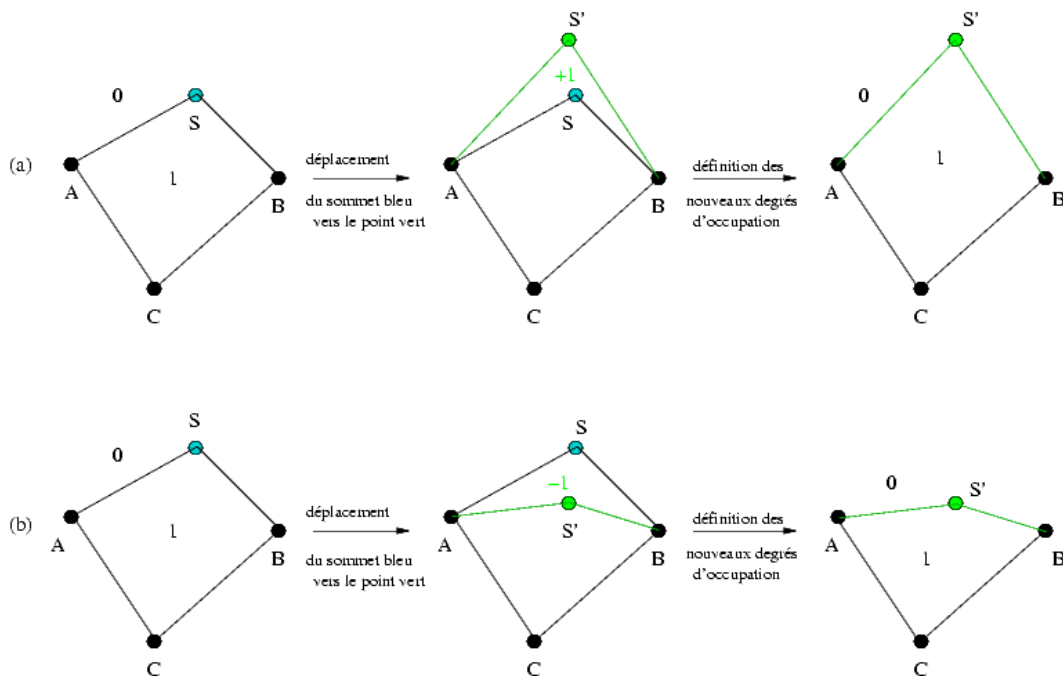 S'
0
+1
0
S
S
déplacement
définition des
(a)
1
1
A
B
A
B
A
B
du sommet bleu
vers le point vert
nouveaux degrés
d'occupation
C
C
C
S
S
0
-1
0
S'
déplacement
définition des
(b)
1
S'
A
B
A
B
A
B
du sommet bleu
vers le point vert
nouveaux degrés
d'occupation
1
C
C
S'